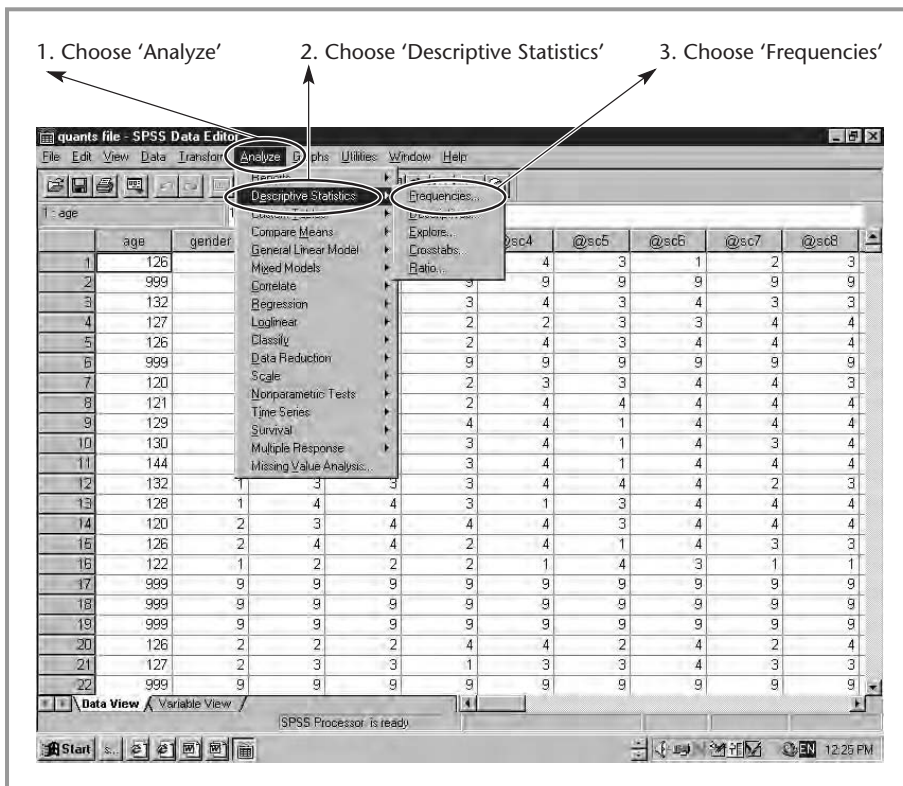 1. Choose ‘Analyze’ 2. Choose ‘Descriptive Statistics’ 3. Choose ‘Frequencies’
quants file - SPSS Data Editor
File Edit View Data Transform Analyze Graphs Utilities Window Help
Reports
1 : age
Descriptive Statistics Frequencies...
Custom Tables Descriptives...
Compare Means Explore...
General Linear Model Crosstabs...
Mixed Models Ratio...
Correlate
Regression
Loglinear
Classify
Data Reduction
Scale
Nonparametric Tests
Time Series
Survival
Multiple Response
Missing Value Analysis...
age gender @sc4 @sc5 @sc6 @sc7 @sc8
1 126 4 3 1 2 3
2 999 9 9 9 9 9 9
3 132 3 4 3 4 3 3
4 127 2 2 3 3 4 4
5 126 2 4 3 4 4 4
6 999 9 9 9 9 9 9
7 120 2 3 3 4 4 3
8 121 2 4 4 4 4 4
9 129 4 4 1 4 4 4
10 130 3 4 1 4 3 4
11 144 3 4 1 4 4 4
12 132 1 3 3 3 4 4 4 2 3
13 128 1 4 4 3 1 3 4 4 4
14 120 2 3 4 4 4 3 4 4 4
15 126 2 4 4 2 4 1 4 3 3
16 122 1 2 2 2 1 4 3 1 1
17 999 9 9 9 9 9 9 9 9 9
18 999 9 9 9 9 9 9 9 9 9
19 999 9 9 9 9 9 9 9 9 9
20 126 2 2 2 4 4 2 4 2 4
21 127 2 3 3 1 3 3 4 3 3
22 999 9 9 9 9 9 9 9 9 9
Data View Variable View
SPSS Processor is ready
Start s... EN 12:25 PM